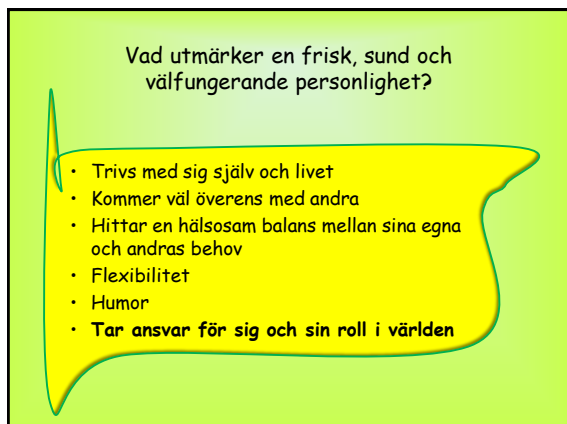 Vad utmärker en frisk, sund och
välfungerande personlighet?
• Trivs med sig själv och livet
• Kommer väl överens med andra
• Hittar en hälsosam balans mellan sina egna
och andras behov
• Flexibilitet
• Humor
• Tar ansvar för sig och sin roll i världen